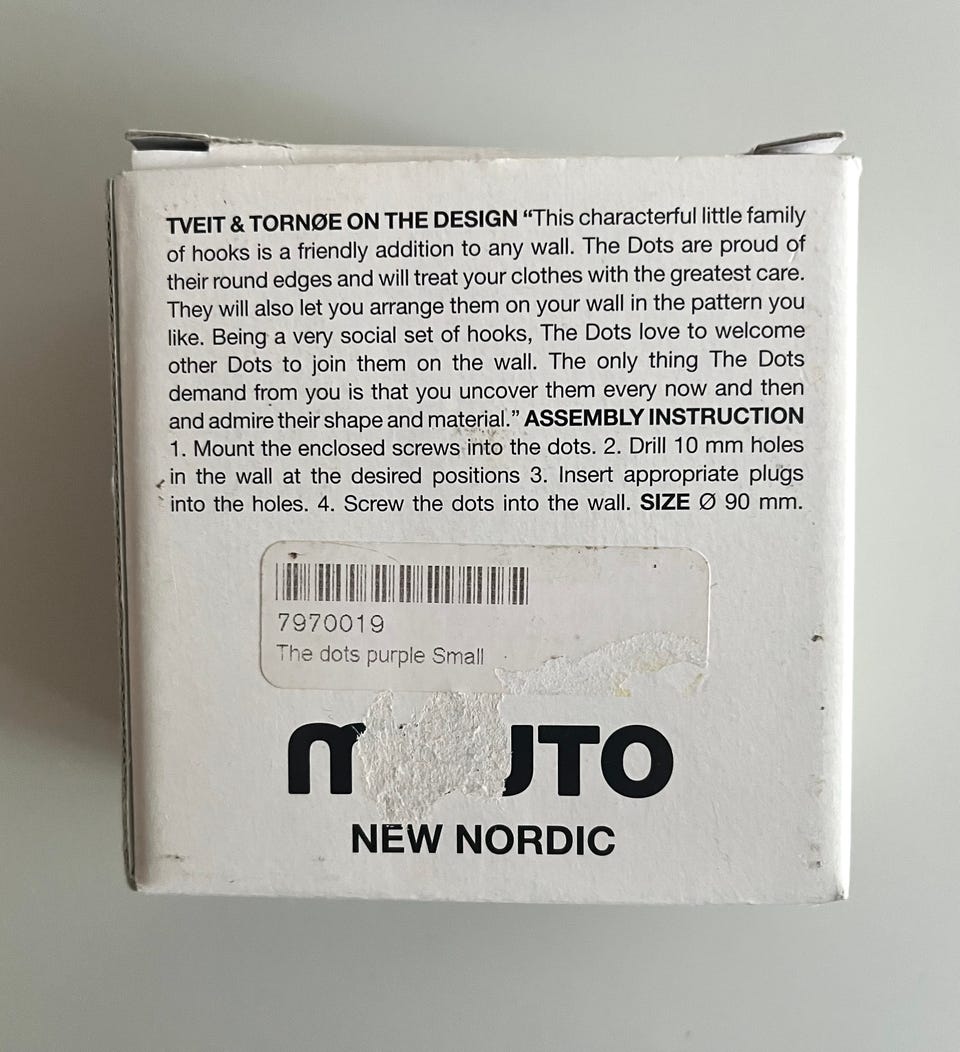 TVEIT & TORNØE ON THE DESIGN “This characterful little family
of hooks is a friendly addition to any wall. The Dots are proud of
their round edges and will treat your clothes with the greatest care.
They will also let you arrange them on your wall in the pattern you
like. Being a very social set of hooks, The Dots love to welcome
other Dots to join them on the wall. The only thing The Dots
demand from you is that you uncover them every now and then
and admire their shape and material.” ASSEMBLY INSTRUCTION
1. Mount the enclosed screws into the dots. 2. Drill 10 mm holes
in the wall at the desired positions 3. Insert appropriate plugs
into the holes. 4. Screw the dots into the wall. SIZE Ø 90 mm.
7970019
The dots purple Small
NEW NORDIC